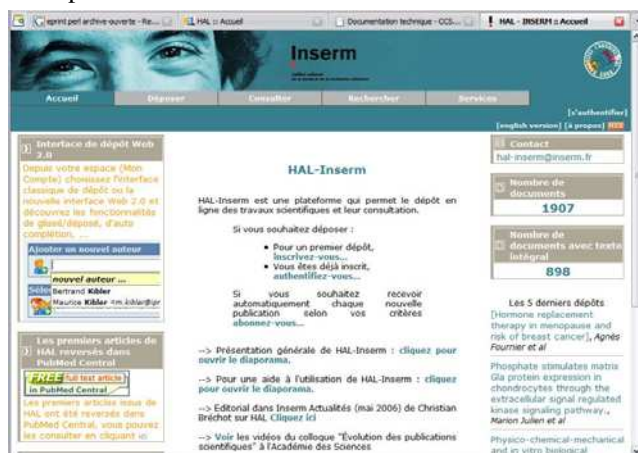 eprint perl archive-ouverte - Re...
HAL :: Accueil
Documentation technique - CCS...
HAL - INSERM :: Accueil
Inserm
Accueil
Déposer
Consulter
Rechercher
Services
[s'authentifier]
[english version] [à propos] RSS
Interface de dépôt Web
2.0
Depuis votre espace (Mon
Compte) choisissez l'interface
classique de dépôt ou la
nouvelle interface Web 2.0 et
découvrez les fonctionnalités
de glissé/déposé, d'auto
complétion, ...
Ajouter un nouvel auteur
nouvel auteur ...
Bertrand Kibler
Maurice Kibler
Les premiers articles de
HAL reversés dans
PubMed Central
FREE full text article
in PubMed Central
Les premiers articles issus de
HAL ont été reversés dans
PubMed Central, vous pouvez
les consulter en cliquant ici
HAL-Inserm
HAL-Inserm est une plateforme qui permet le dépôt en
ligne des travaux scientifiques et leur consultation.
Si vous souhaitez déposer :
• Pour un premier dépôt,
inscrivez-vous...
• Vous êtes déjà inscrit,
authentifiez-vous...
Si vous souhaitez recevoir
automatiquement chaque nouvelle
publication selon vos critères
abonnez-vous...
--> Présentation générale de HAL-Inserm : cliquez pour
ouvrir le diaporama.
--> Pour une aide à l'utilisation de HAL-Inserm : cliquez
pour ouvrir le diaporama.
--> Editorial dans Inserm Actualités (mai 2006) de Christian
Bréchot sur HAL Cliquez ici
--> Voir les vidéos du colloque "Évolution des publications
scientifiques" à l'Académie des Sciences
Contact
hal-inserm@inserm.fr
Nombre de
documents
1907
Nombre de
documents avec texte
intégral
898
Les 5 derniers dépôts
[Hormone replacement
therapy in menopause and
risk of breast cancer], Agnès
Fournier et al
Phosphate stimulates matrix
Gla protein expression in
chondrocytes through the
extracellular signal regulated
kinase signaling pathway.,
Marion Julien et al
Physico-chemical-mechanical
and in vitro biological